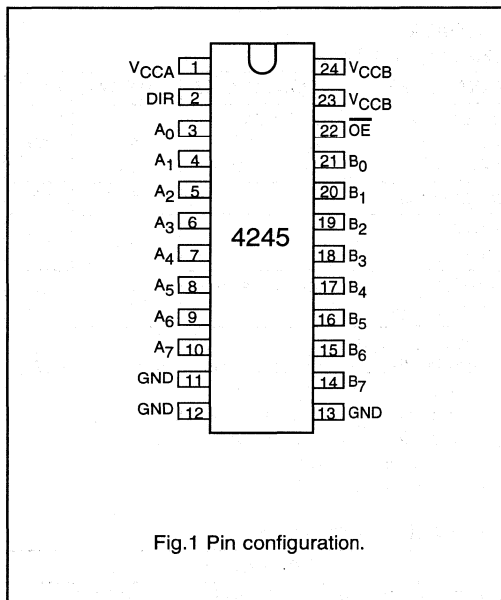 VCCA 1 24 VCCB
DIR 2 23 VCCB
A0 3 22 OE
A1 4 21 B0
A2 5 20 B1
A3 6 19 B2
4245
A4 7 18 B3
A5 8 17 B4
A6 9 16 B5
A7 10 15 B6
GND 11 14 B7
GND 12 13 GND
Fig.1 Pin configuration.